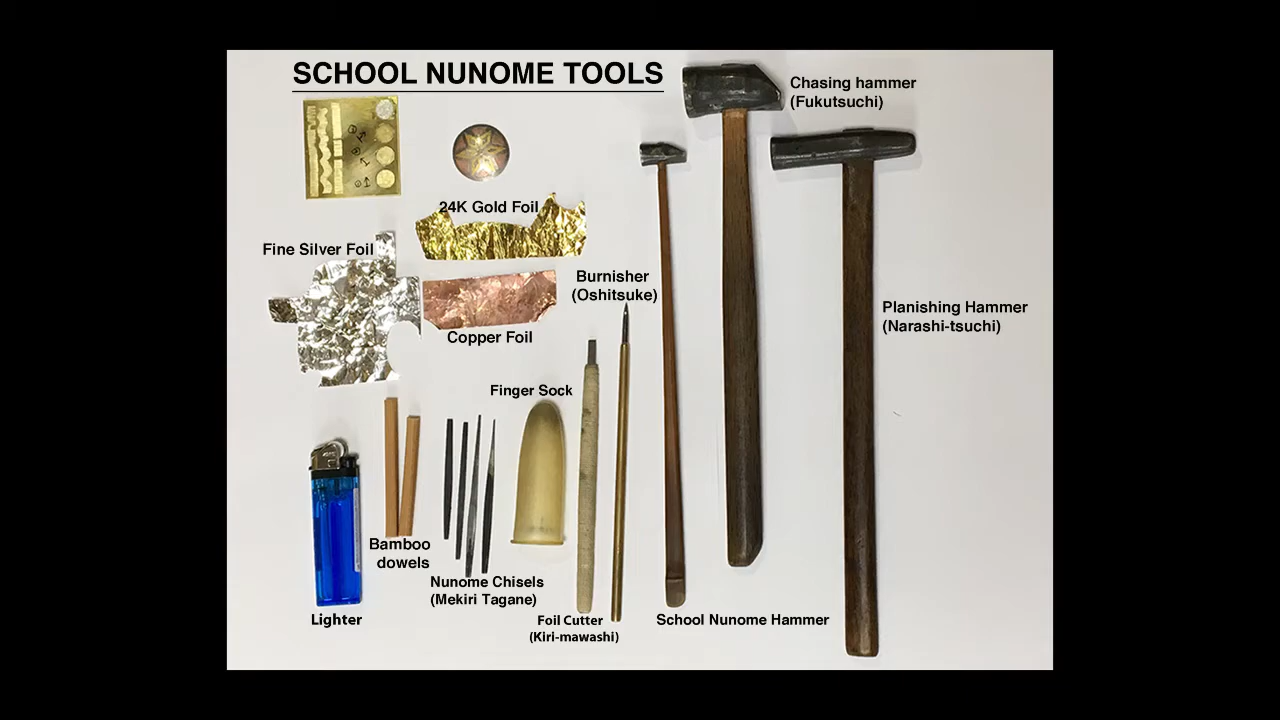 SCHOOL NUNOME TOOLS
Chasing hammer
(Fukutsuchi)
24K Gold Foil
Fine Silver Foil
Burnisher
(Oshitsuke)
Planishing Hammer
(Narashi-tsuchi)
Copper Foil
Finger Sock
Bamboo
dowels
Nunome Chisels
(Mekiri Tagane)
Lighter
Foil Cutter
(Kiri-mawashi)
School Nunome Hammer